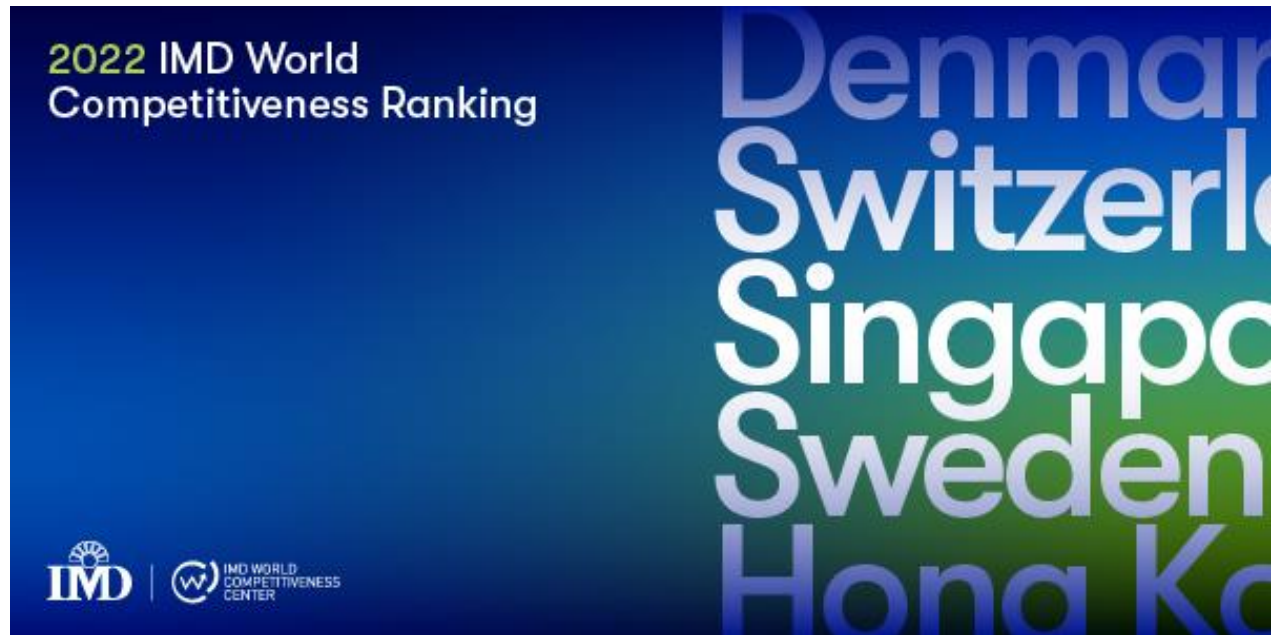 2022 IMD World
Competitiveness Ranking
Denmar
Switzerl
Singapo
Sweden
Hong Ko
IMD
IMD WORLD
COMPETITIVENESS
CENTER